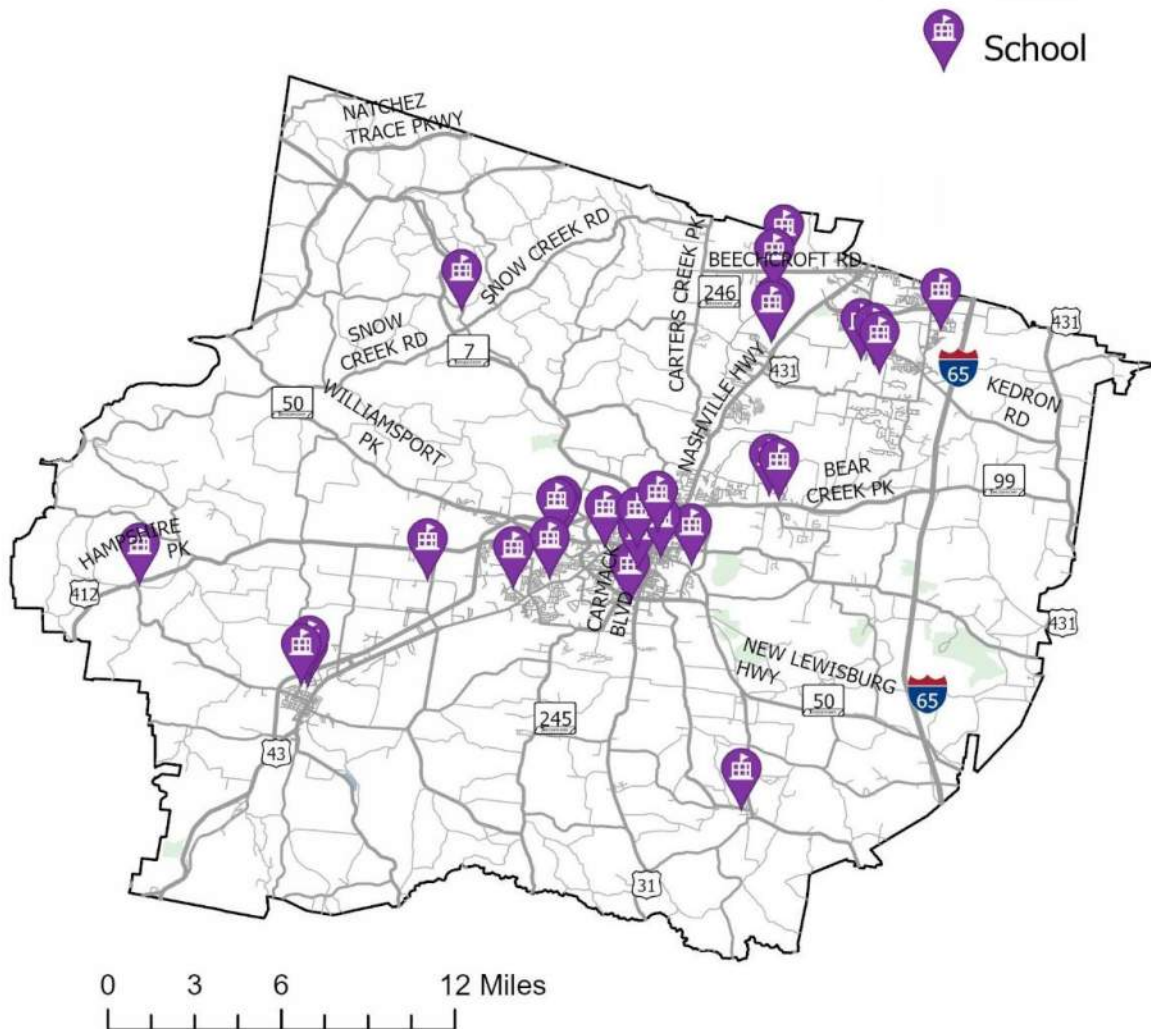 School
NATCHEZ
TRACE PKWY
SNOW CREEK RD
CARTERS CREEK PK
BEECHCROFT RD
246
431
SNOW
CREEK RD
7
NASHVILLE HWY
431
65
KEDRON
RD
50
WILLIAMSPORT
PK
BEAR
CREEK PK
99
HAMPSHIRE
PK
412
CARMACK
BLVD
431
NEW LEWISBURG
HWY
65
50
245
43
31
0 3 6 12 Miles